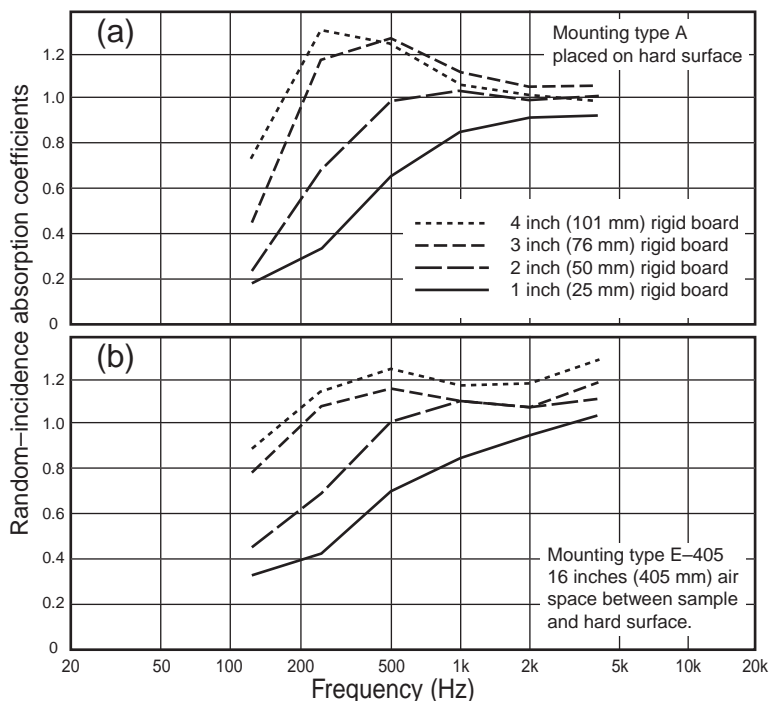 (a)
Mounting type A
placed on hard surface
1.2
1.0
0.8
0.6
0.4
0.2
0
4 inch (101 mm) rigid board
3 inch (76 mm) rigid board
2 inch (50 mm) rigid board
1 inch (25 mm) rigid board
Random–incidence absorption coefficients
(b)
1.2
1.0
0.8
0.6
0.4
0.2
0
Mounting type E–405
16 inches (405 mm) air
space between sample
and hard surface.
20 50 100 200 500 1k 2k 5k 10k 20k
Frequency (Hz)